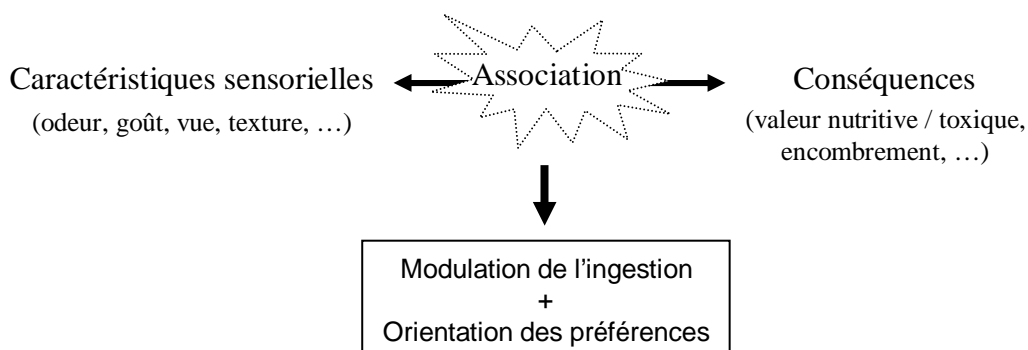 Caractéristiques sensorielles
(odeur, goût, vue, texture, …)
Association
Conséquences
(valeur nutritive / toxique,
encombrement, …)
Modulation de l’ingestion
+
Orientation des préférences